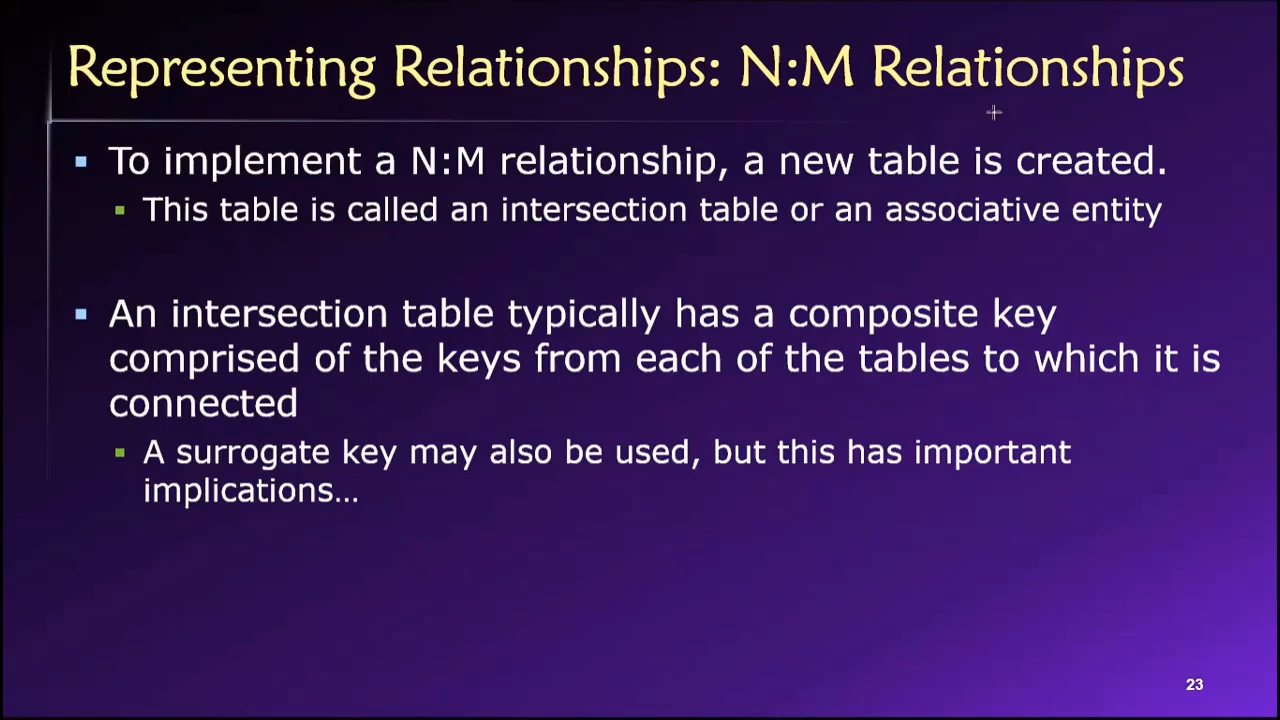 Representing Relationships: N:M Relationships
To implement a N:M relationship, a new table is created.
This table is called an intersection table or an associative entity
An intersection table typically has a composite key
comprised of the keys from each of the tables to which it is
connected
A surrogate key may also be used, but this has important
implications…
23